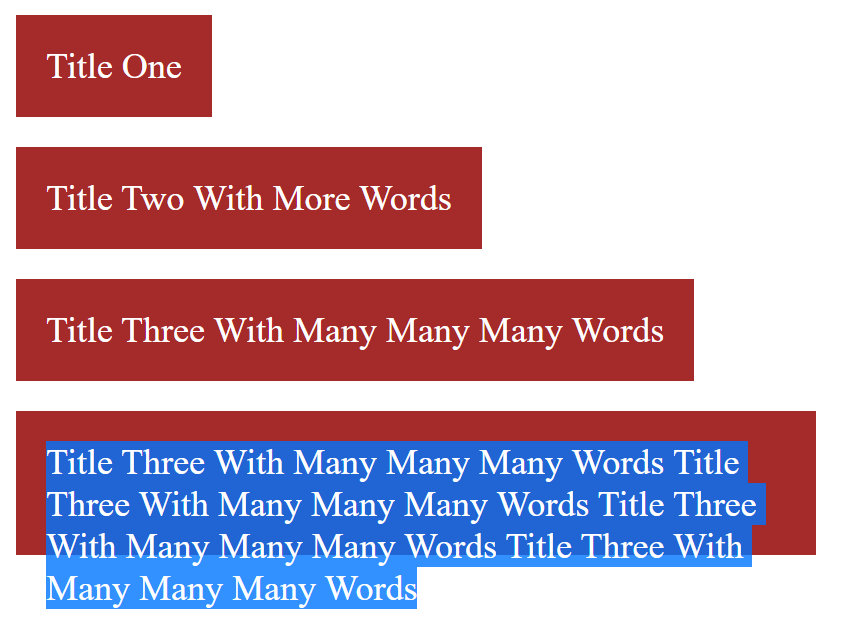 Title One
Title Two With More Words
Title Three With Many Many Many Words
Title Three With Many Many Many Words Title
Three With Many Many Many Words Title Three
With Many Many Many Words Title Three With
Many Many Many Words